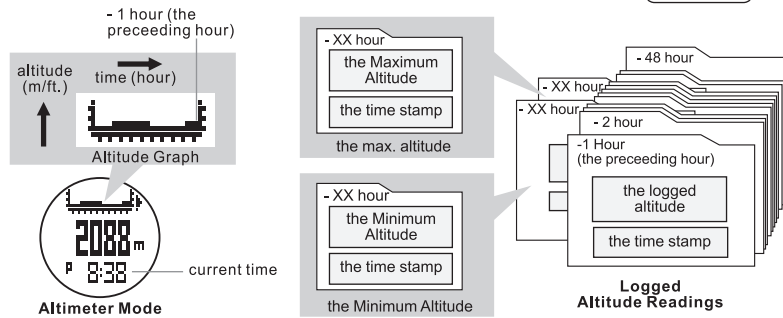 - 1 hour (the
preceeding hour)
altitude
(m/ft.)
time (hour)
Altitude Graph
2088 m
P 8:38
current time
Altimeter Mode
- XX hour
the Maximum
Altitude
the time stamp
the max. altitude
- XX hour
the Minimum
Altitude
the time stamp
the Minimum Altitude
- 48 hour
- XX hour
- XX hour
- 2 hour
-1 Hour
(the preceeding hour)
the logged
altitude
the time stamp
Logged
Altitude Readings